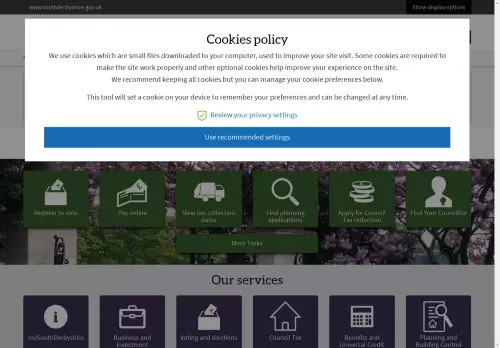 www.southderbyshire.gov.uk
Show display options
Cookies policy
We use cookies which are small files downloaded to your computer, used to improve your site visit. Some cookies are required to
make the site work properly and other optional cookies help improve your experience on the site.
We recommend keeping all cookies but you can manage your cookie preferences below.
This tool will set a cookie on your device to remember your preferences and can be changed at any time.
Review your privacy settings
Use recommended settings
Register to vote
Pay online
View bin collection
dates
Find planning
applications
Apply for Council
Tax reduction
Find Your Councillor
More Tasks
Our services
mySouthDerbyshire
Business and
investment
Voting and elections
Council Tax
Benefits and
Universal Credit
Planning and
Building Control